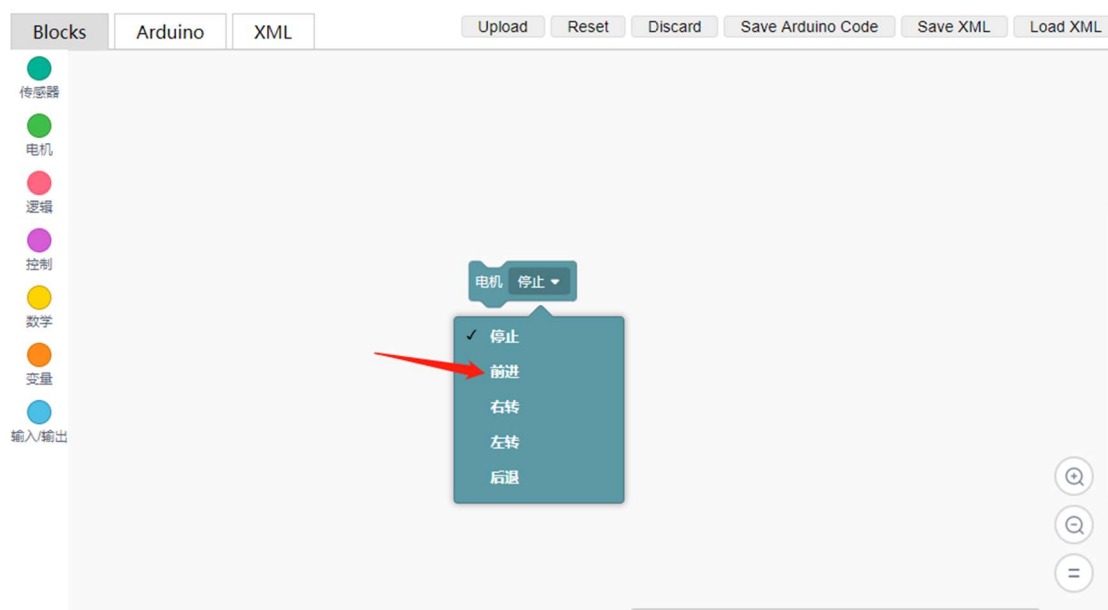 Blocks Arduino XML Upload Reset Discard Save Arduino Code Save XML Load XML
传感器
电机
逻辑
控制
数学
变量
输入/输出
电机 停止
✓ 停止
前进
右转
左转
后退